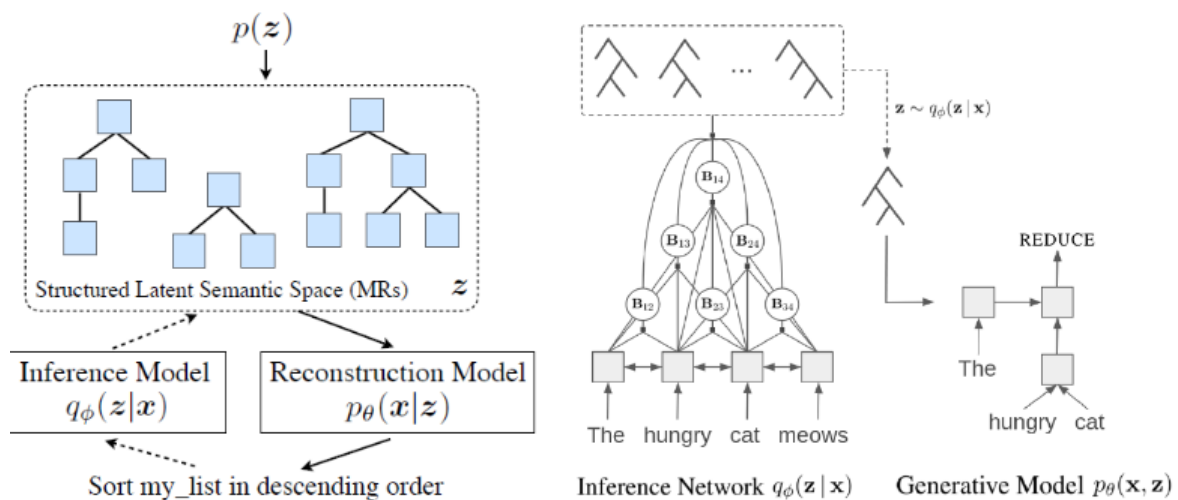 p(z)
Structured Latent Semantic Space (MRs) z
Inference Model
qϕ(z|x)
Reconstruction Model
pθ(x|z)
Sort my_list in descending order
...
z ∼ qϕ(z | x)
B14
B13 B24
B12 B23 B34
The hungry cat meows
Inference Network qϕ(z | x)
REDUCE
The
hungry cat
Generative Model pθ(x, z)